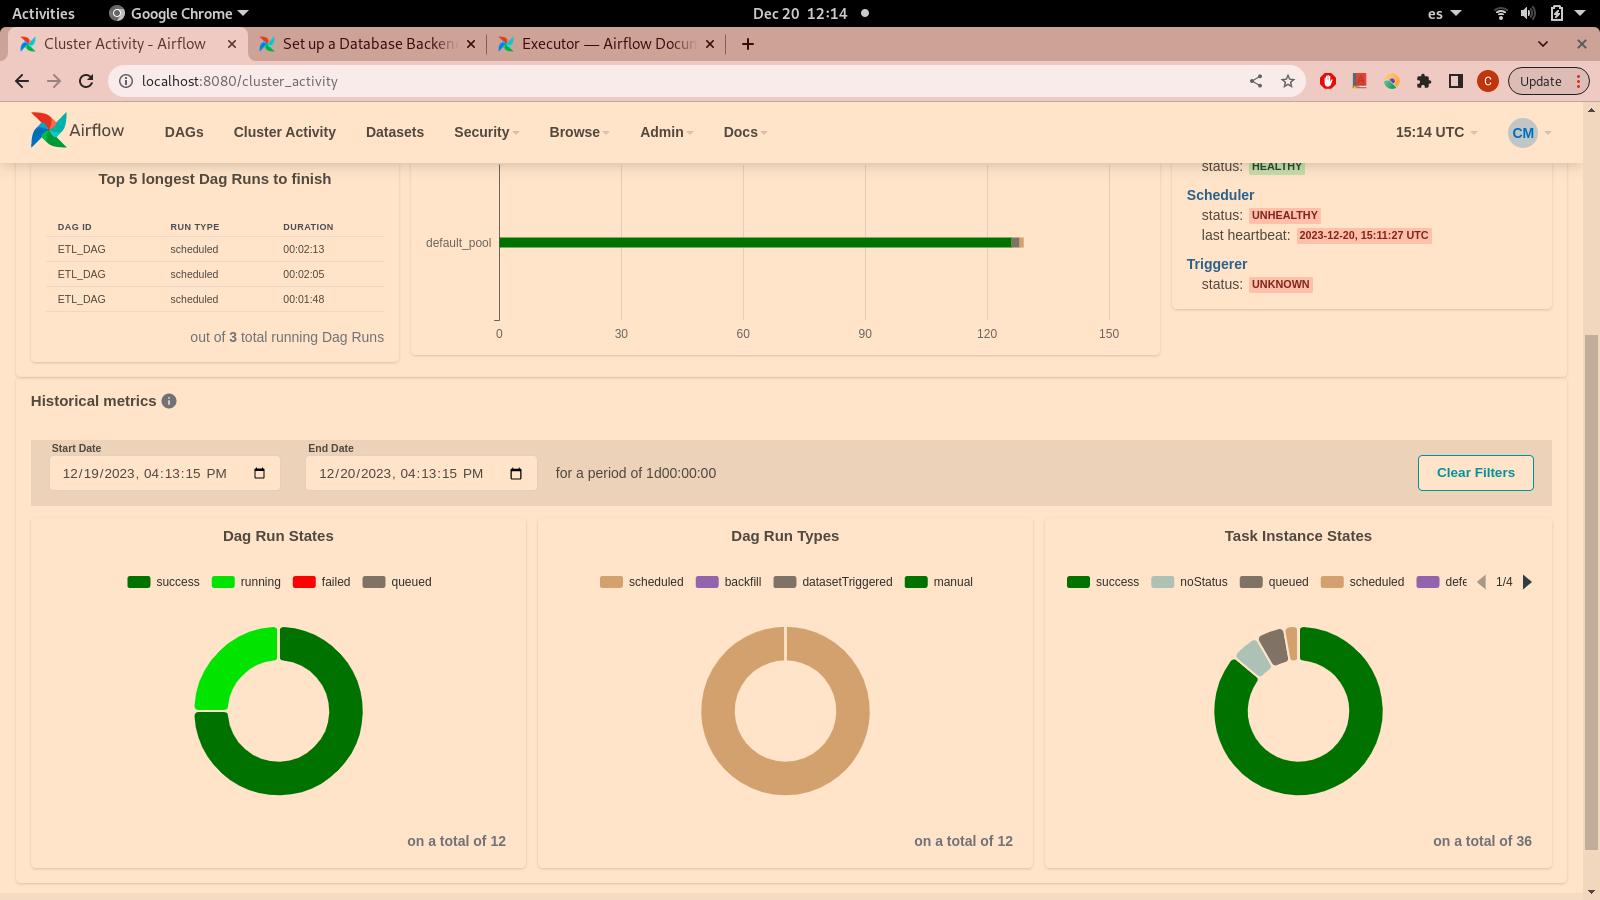 Activities Google Chrome Dec 20 12:14 es
Cluster Activity - Airflow Set up a Database Backen Executor — Airflow Docu
localhost:8080/cluster_activity Update
Airflow DAGs Cluster Activity Datasets Security Browse Admin Docs 15:14 UTC CM
status: HEALTHY
Top 5 longest Dag Runs to finish
DAG ID RUN TYPE DURATION
ETL_DAG scheduled 00:02:13
ETL_DAG scheduled 00:02:05
ETL_DAG scheduled 00:01:48
out of 3 total running Dag Runs
default_pool
0 30 60 90 120 150
Scheduler
status: UNHEALTHY
last heartbeat: 2023-12-20, 15:11:27 UTC
Triggerer
status: UNKNOWN
Historical metrics
Start Date End Date
12/19/2023, 04:13:15 PM 12/20/2023, 04:13:15 PM for a period of 1d00:00:00 Clear Filters
Dag Run States
success running failed queued
on a total of 12
Dag Run Types
scheduled backfill datasetTriggered manual
on a total of 12
Task Instance States
success noStatus queued scheduled defe 1/4
on a total of 36